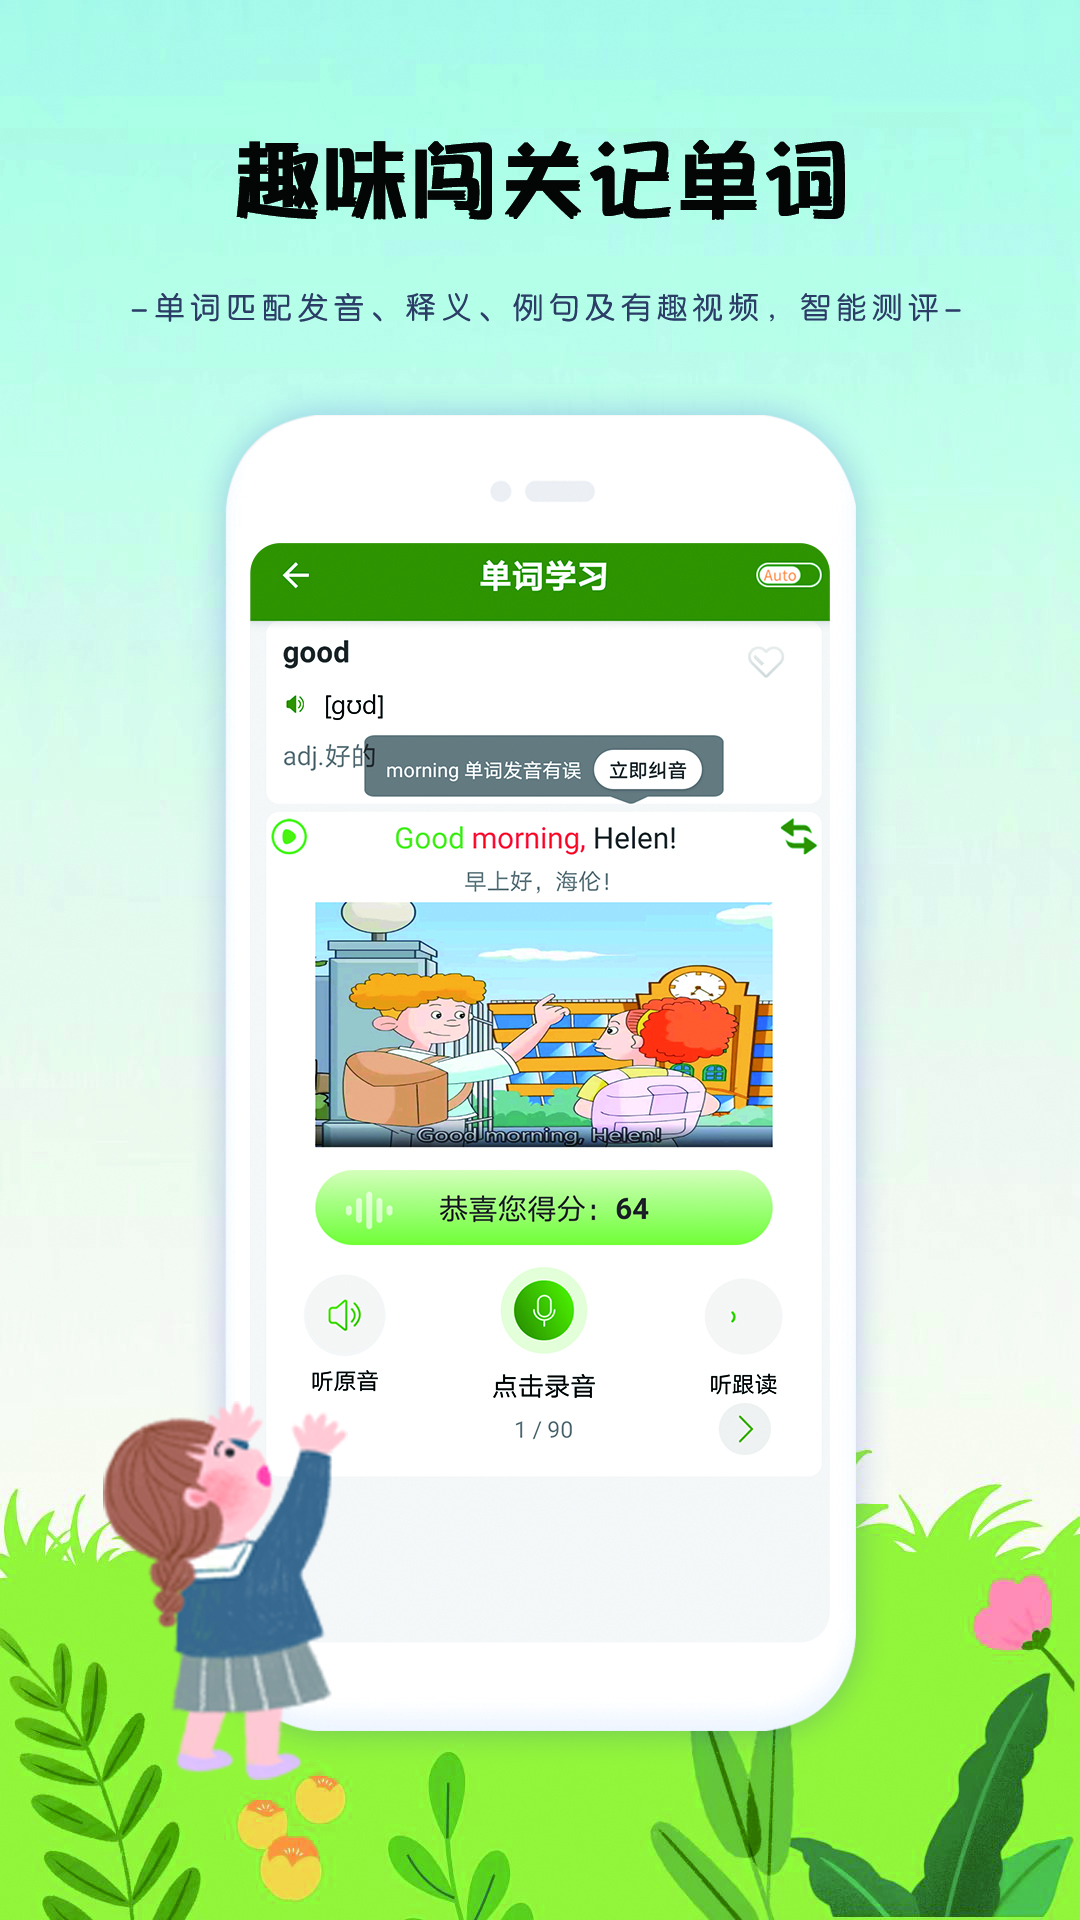 趣味闯关记单词
-单词匹配发音、释义、例句及有趣视频，智能测评-
单词学习
Auto
good
[gʊd]
adj.好的
morning 单词发音有误 立即纠音
Good morning, Helen!
早上好，海伦！
Good morning, Helen!
恭喜您得分：64
听原音
点击录音
听跟读
1 / 90